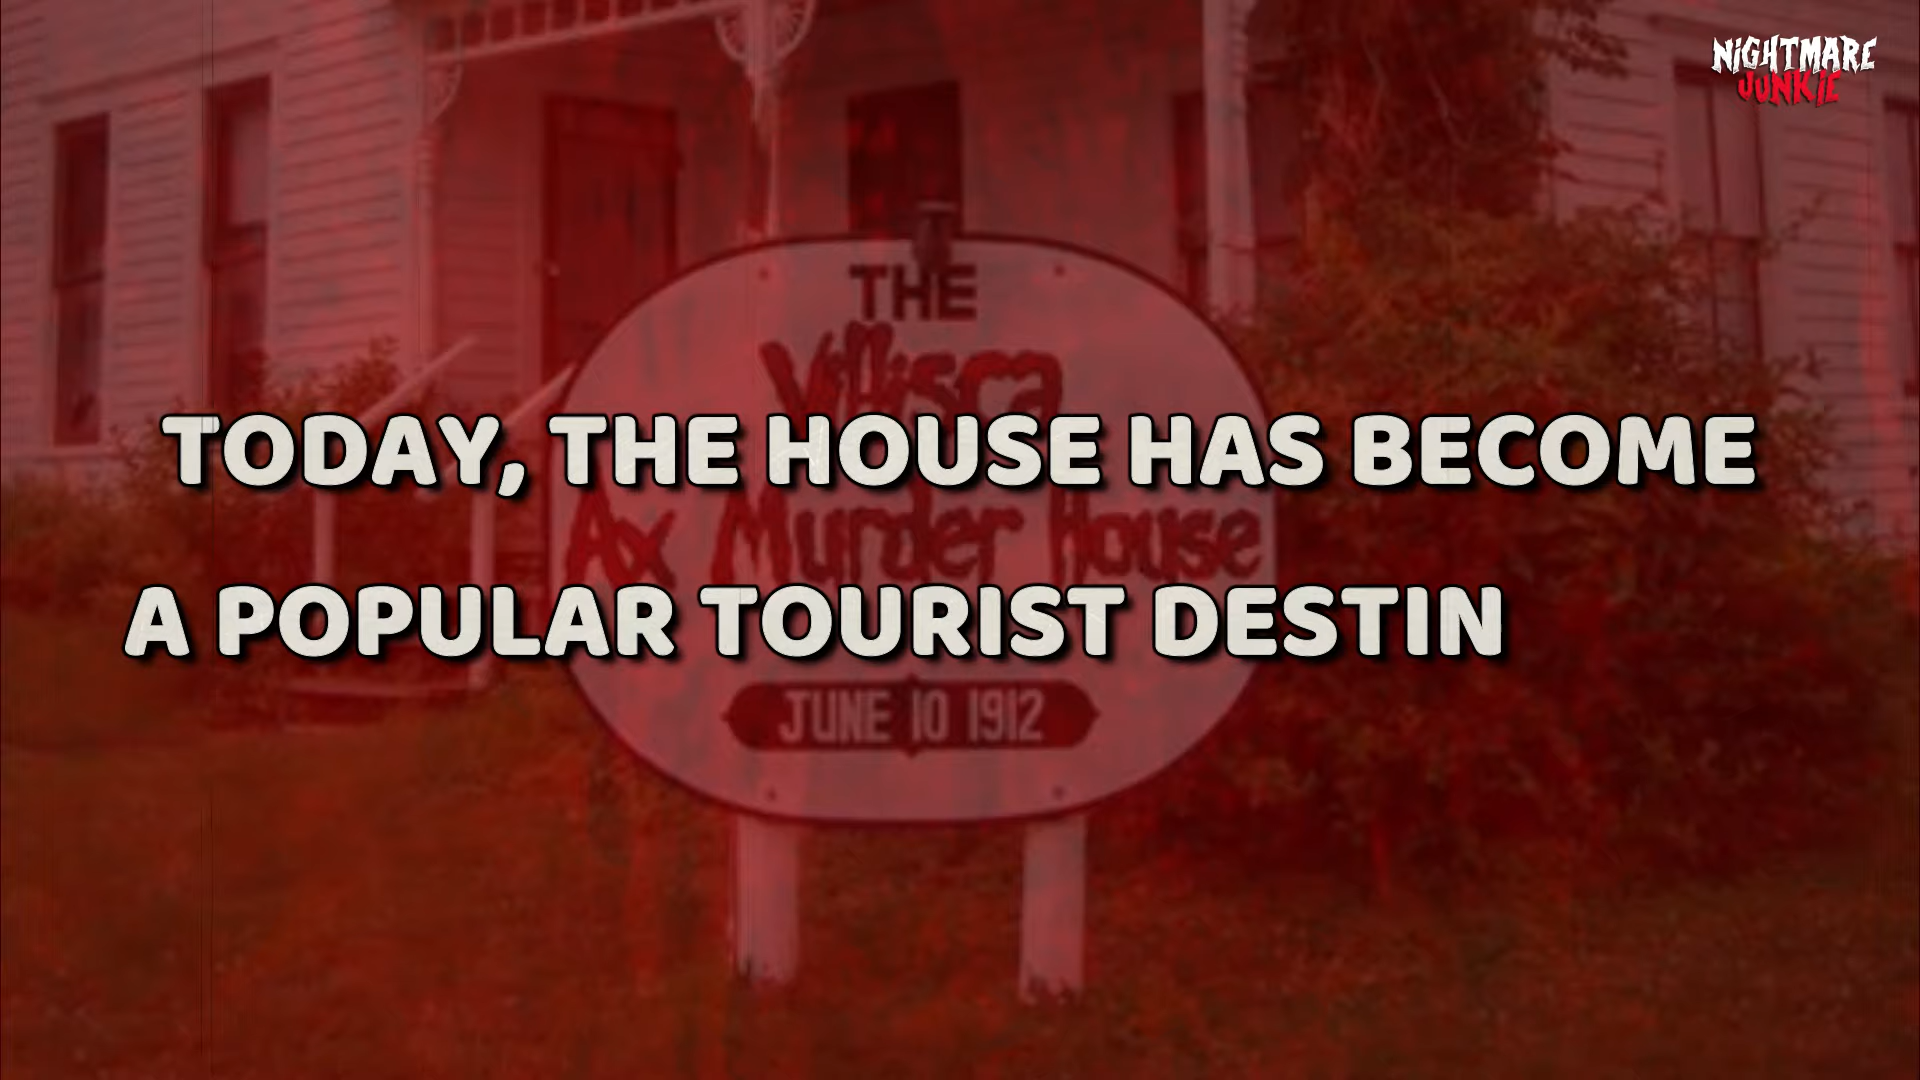 NIGHTMARE
JUNKIE
THE
Villisca
TODAY, THE HOUSE HAS BECOME
Ax Murder House
A POPULAR TOURIST DESTIN
JUNE 10 1912